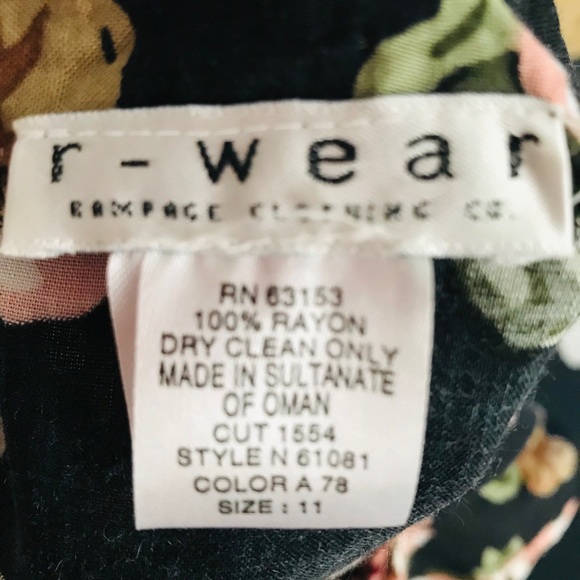 r-wear
RAMPAGE CLOTHING CO.
RN 63153
100% RAYON
DRY CLEAN ONLY
MADE IN SULTANATE
OF OMAN
CUT 1554
STYLE N 61081
COLOR A 78
SIZE : 11